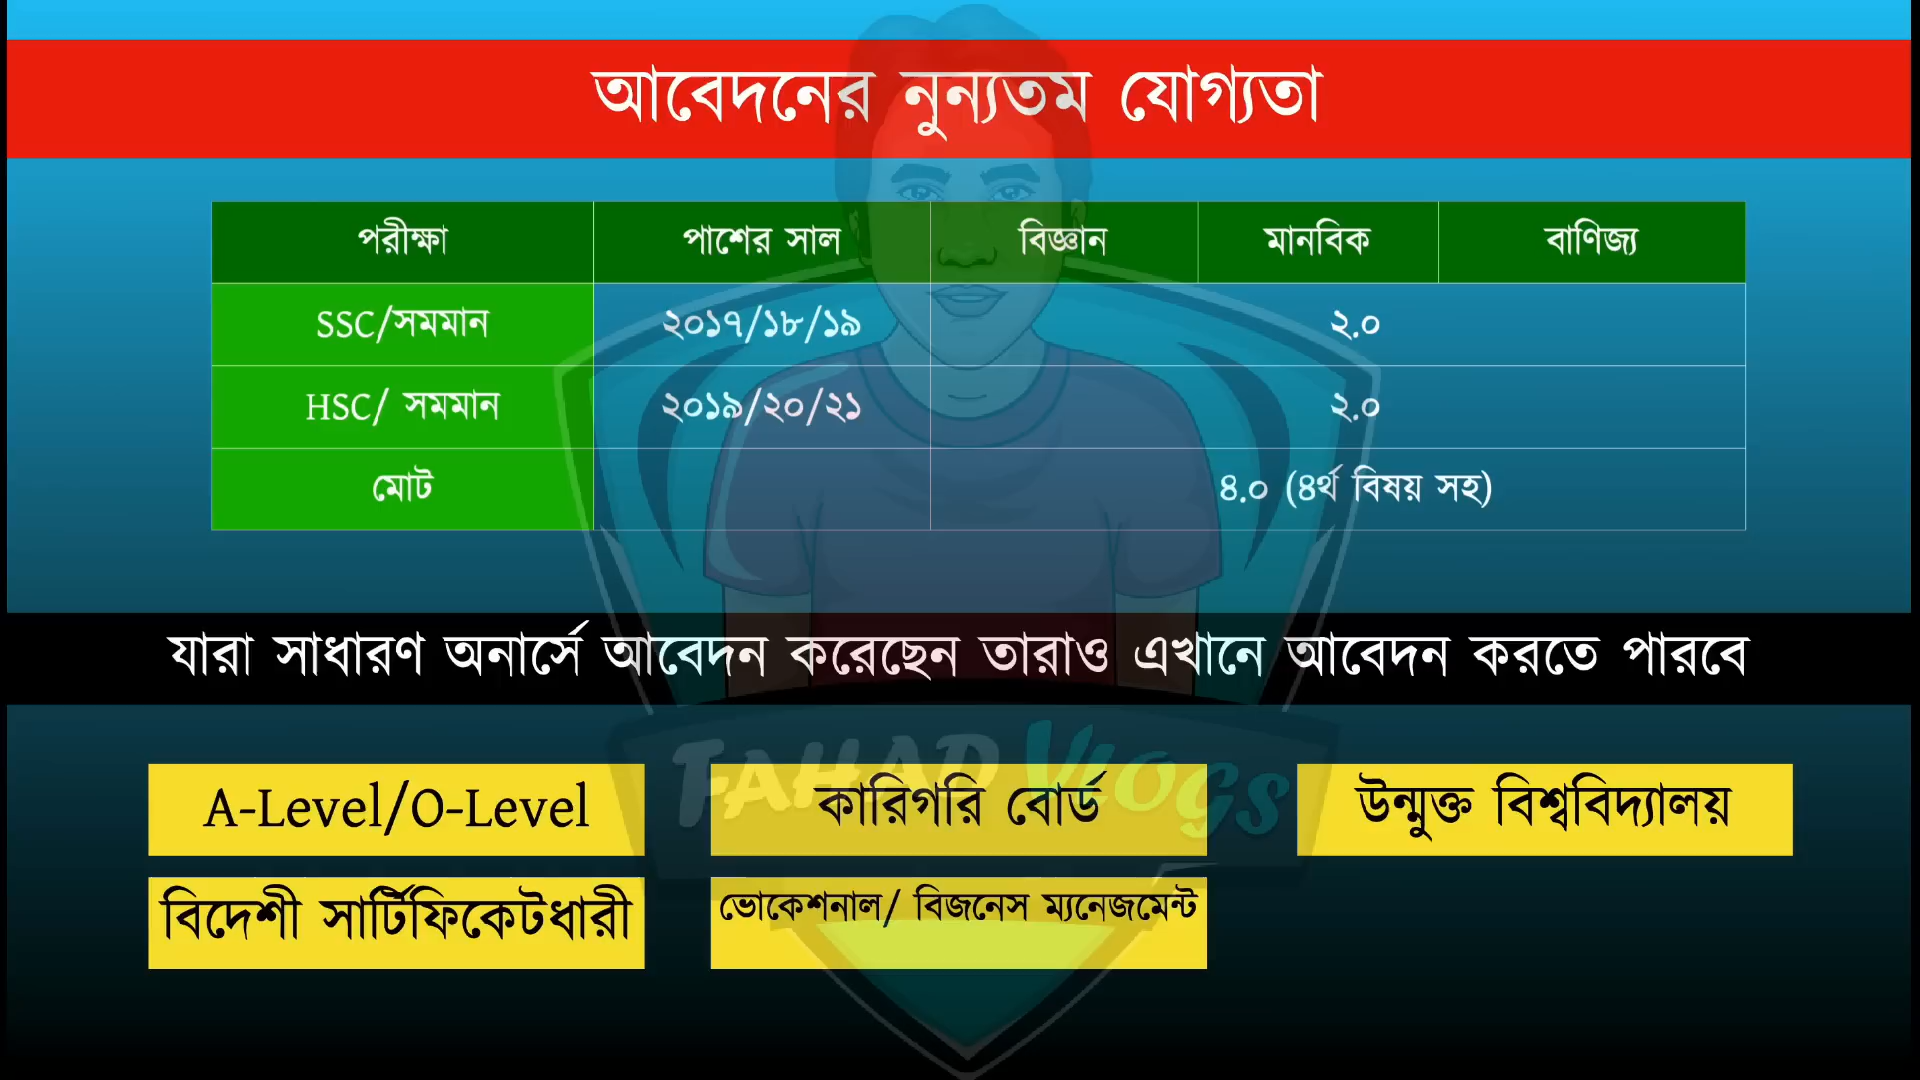 আবেদনের নুন্যতম যোগ্যতা
পরীক্ষা পাশের সাল বিজ্ঞান মানবিক বাণিজ্য
SSC/সমমান ২০১৭/১৮/১৯ ২.০
HSC/ সমমান ২০১৯/২০/২১ ২.০
মোট ৪.০ (৪র্থ বিষয় সহ)
যারা সাধারণ অনার্সে আবেদন করেছেন তারাও এখানে আবেদন করতে পারবে
FAHAD Vlogs
A-Level/O-Level কারিগরি বোর্ড উন্মুক্ত বিশ্ববিদ্যালয়
বিদেশী সার্টিফিকেটধারী ভোকেশনাল/ বিজনেস ম্যনেজমেন্ট